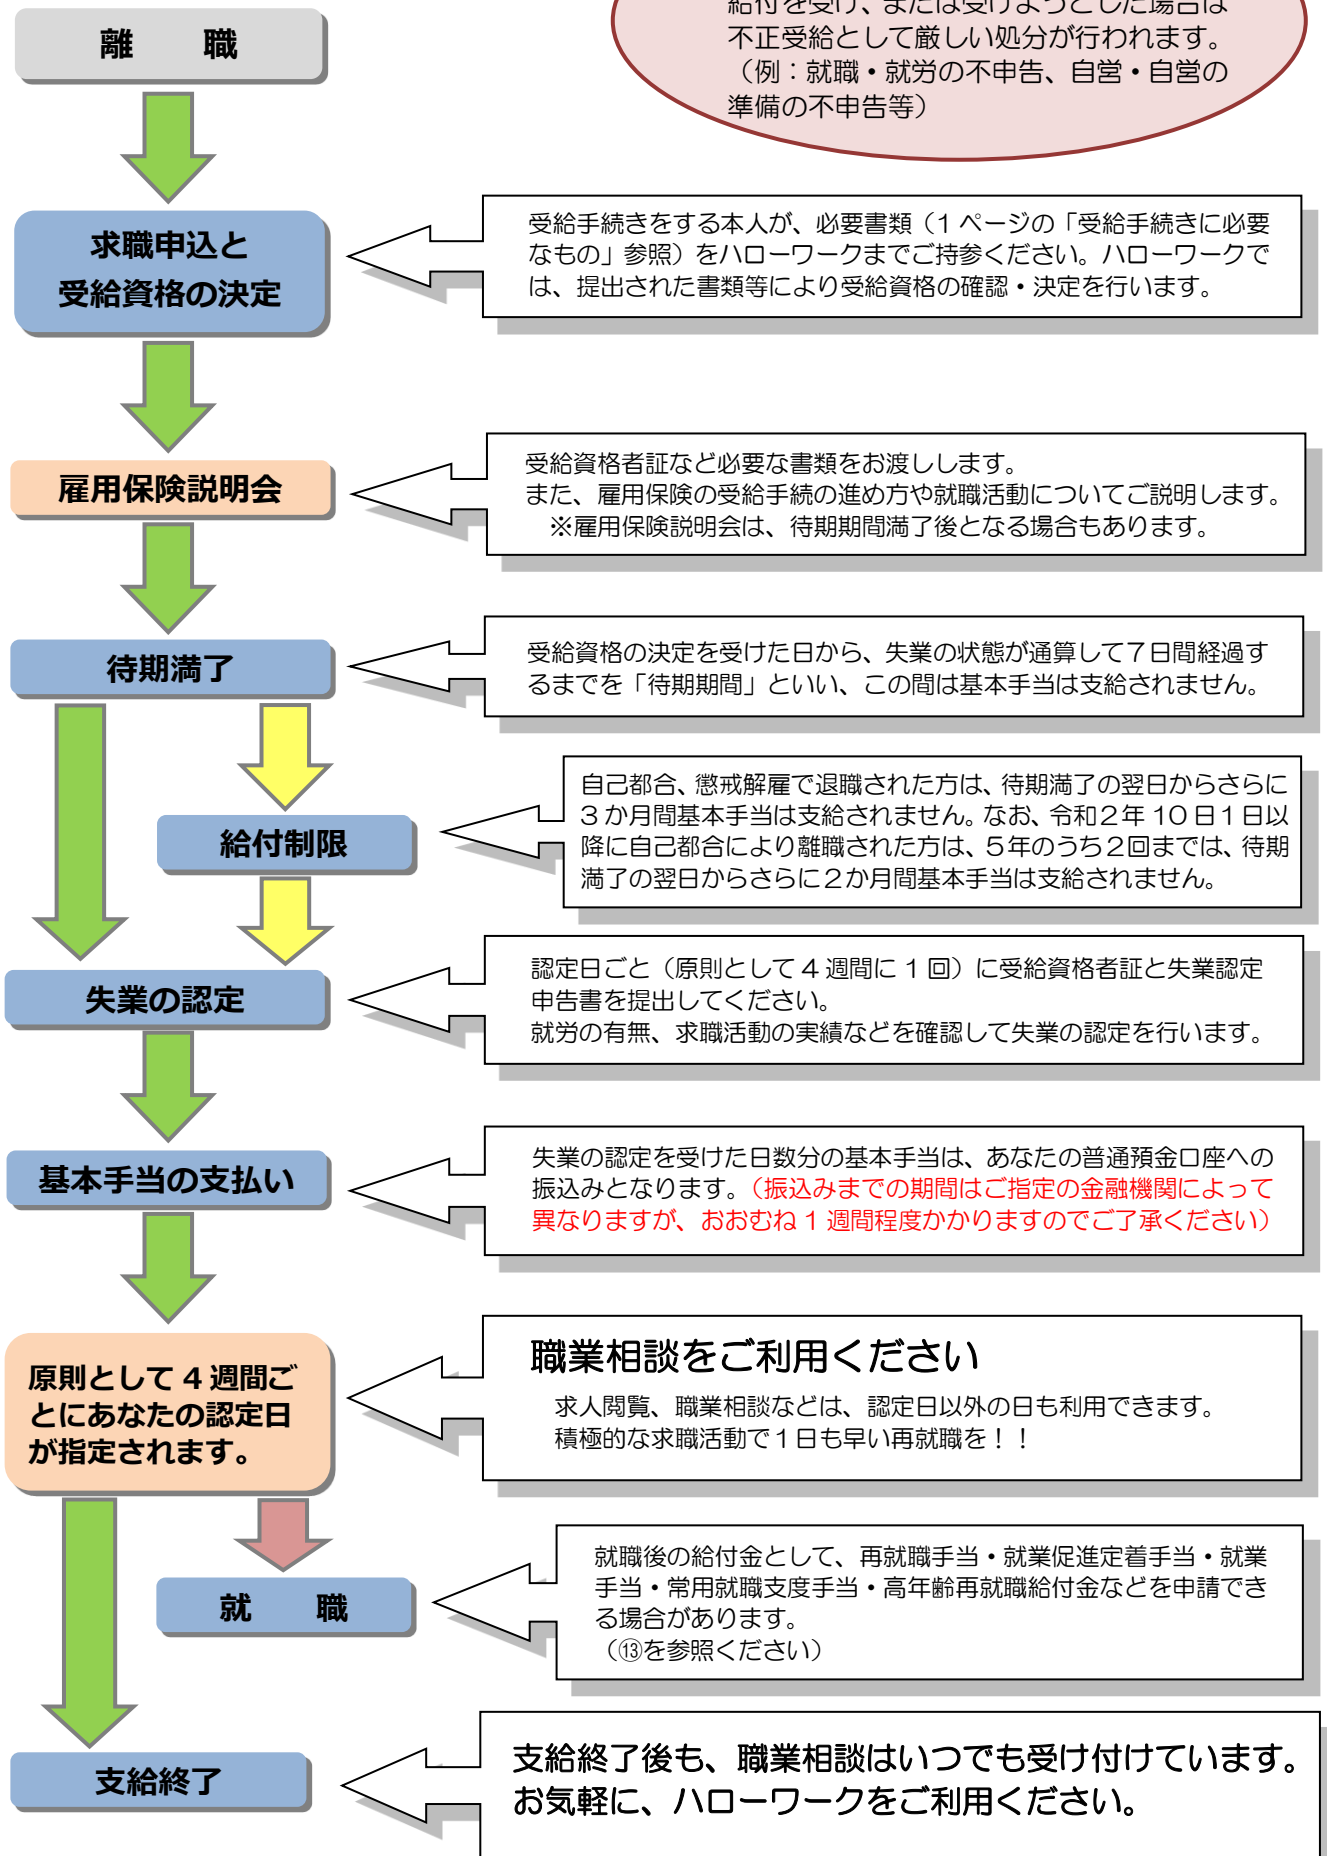 給付を受け、または受けようとした場合は
不正受給として厳しい処分が行われます。
（例：就職・就労の不申告、自営・自営の
準備の不申告等）
離　職
求職申込と
受給資格の決定
受給手続きをする本人が、必要書類（1 ページの「受給手続きに必要
なもの」参照）をハローワークまでご持参ください。ハローワークで
は、提出された書類等により受給資格の確認・決定を行います。
雇用保険説明会
受給資格者証など必要な書類をお渡しします。
また、雇用保険の受給手続の進め方や就職活動についてご説明します。
※雇用保険説明会は、待期期間満了後となる場合もあります。
待期満了
受給資格の決定を受けた日から、失業の状態が通算して７日間経過す
るまでを「待期期間」といい、この間は基本手当は支給されません。
給付制限
自己都合、懲戒解雇で退職された方は、待期満了の翌日からさらに
３か月間基本手当は支給されません。なお、令和２年 10 日１日以
降に自己都合により離職された方は、５年のうち２回までは、待期
満了の翌日からさらに２か月間基本手当は支給されません。
失業の認定
認定日ごと（原則として 4 週間に 1 回）に受給資格者証と失業認定
申告書を提出してください。
就労の有無、求職活動の実績などを確認して失業の認定を行います。
基本手当の支払い
失業の認定を受けた日数分の基本手当は、あなたの普通預金口座への
振込みとなります。（振込みまでの期間はご指定の金融機関によって
異なりますが、おおむね 1 週間程度かかりますのでご了承ください）
原則として 4 週間ご
とにあなたの認定日
が指定されます。
職業相談をご利用ください
求人閲覧、職業相談などは、認定日以外の日も利用できます。
積極的な求職活動で１日も早い再就職を！！
就　職
就職後の給付金として、再就職手当・就業促進定着手当・就業
手当・常用就職支度手当・高年齢再就職給付金などを申請でき
る場合があります。
（⑬を参照ください）
支給終了
支給終了後も、職業相談はいつでも受け付けています。
お気軽に、ハローワークをご利用ください。